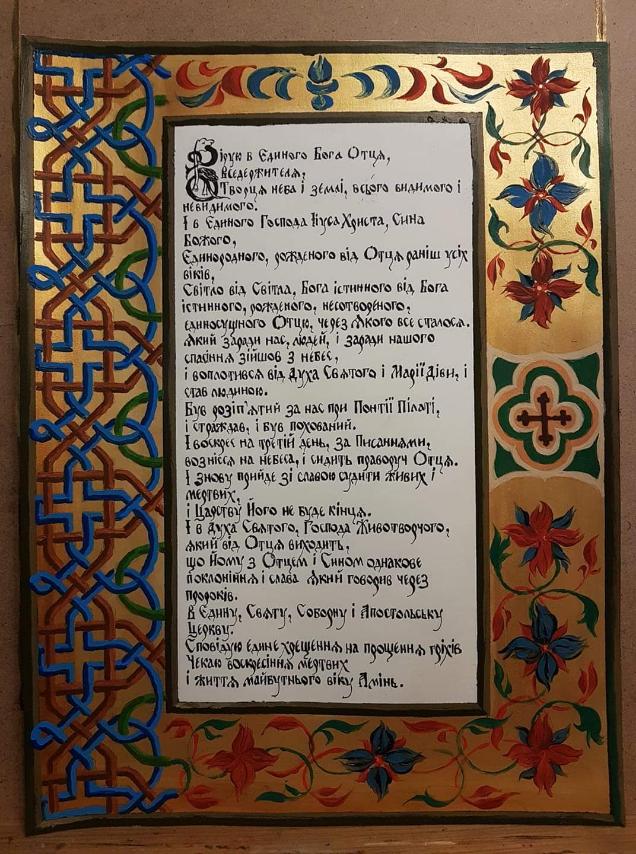 Вірую в Єдиного Бога Отця,
Вседержителя,
Творця неба і землі, всього видимого і
невидимого.
І в Єдиного Господа Ісуса Христа, Сина
Божого,
Єдинородного, рожденого від Отця раніш усіх
віків,
Світло від Світла, Бога істинного від Бога
істинного, рожденого, несотвореного,
єдиносущного Отцю, через Якого все сталося.
Який заради нас, людей, і заради нашого
спасіння зійшов з небес,
і воплотився від Духа Святого і Марії Діви, і
став людиною.
Був розіп'ятий за нас при Понтії Пілаті,
і страждав, і був похований.
І воскрес на третій день, за Писаннями,
вознісся на небеса, і сидить праворуч Отця.
І знову прийде зі славою судити живих і
мертвих,
і Царству Його не буде кінця.
І в Духа Святого, Господа Животворчого,
який від Отця виходить,
що Йому з Отцем і Сином однакове
поклоніння і слава Який говорив через
пророків.
В Єдину, Святу, Соборну і Апостольську
Церкву.
Сповідую єдине хрещення на прощення гріхів
Чекаю воскресіння мертвих
і життя майбутнього віку Амінь.